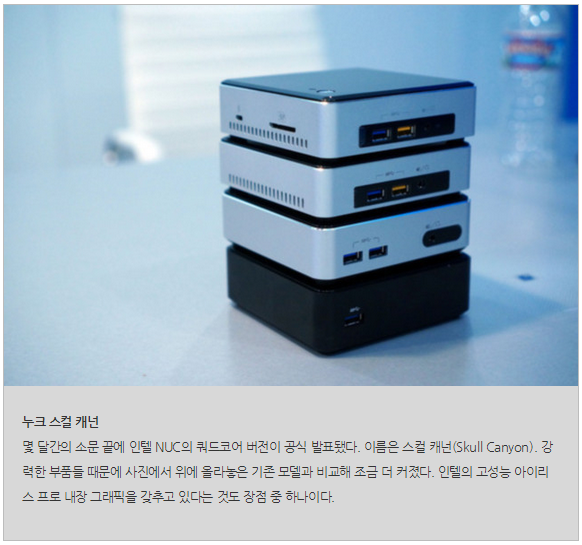 누크 스컬 캐년
몇 달간의 소문 끝에 인텔 NUC의 쿼드코어 버전이 공식 발표됐다. 이름은 스컬 캐년(Skull Canyon). 강
력한 부품들 때문에 사진에서 위에 올라놓은 기존 모델과 비교해 조금 더 커졌다. 인텔의 고성능 아이리
스 프로 내장 그래픽을 갖추고 있다는 것도 장점 중 하나이다.